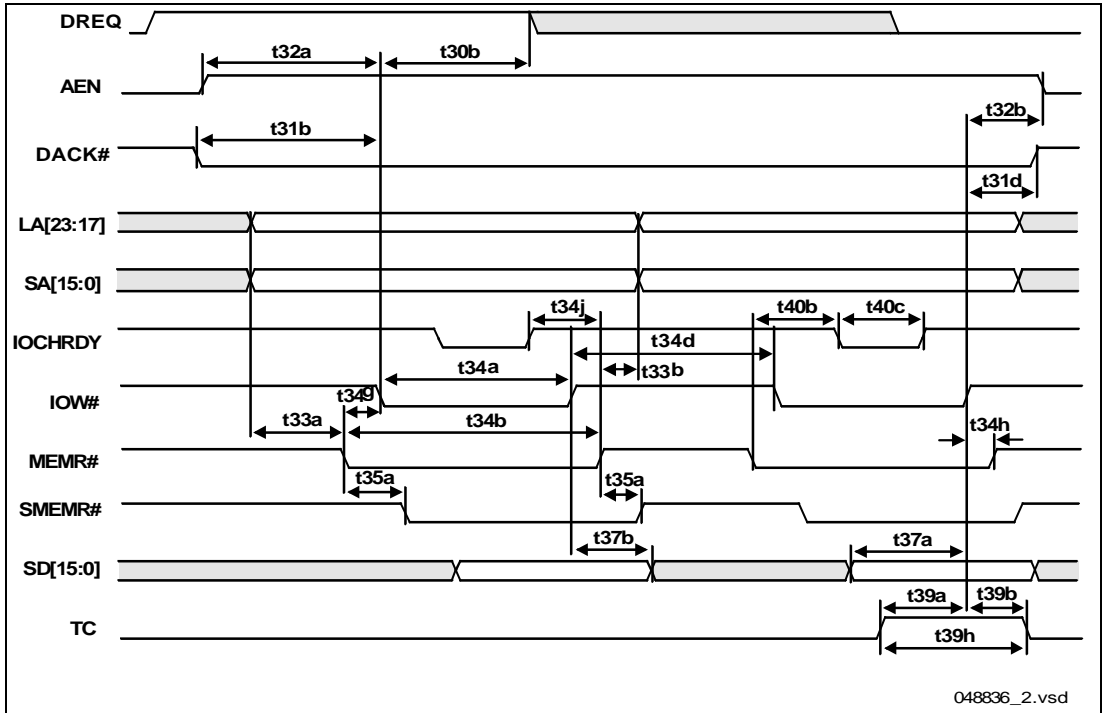 DREQ
t32a
t30b
AEN
t32b
t31b
DACK#
t31d
LA[23:17]
SA[15:0]
t34j
t40b
t40c
IOCHRDY
t34d
t34a
t33b
IOW#
t34g
t33a
t34b
t34h
MEMR#
t35a
t35a
SMEMR#
t37b
t37a
SD[15:0]
t39a
t39b
TC
t39h
048836_2.vsd